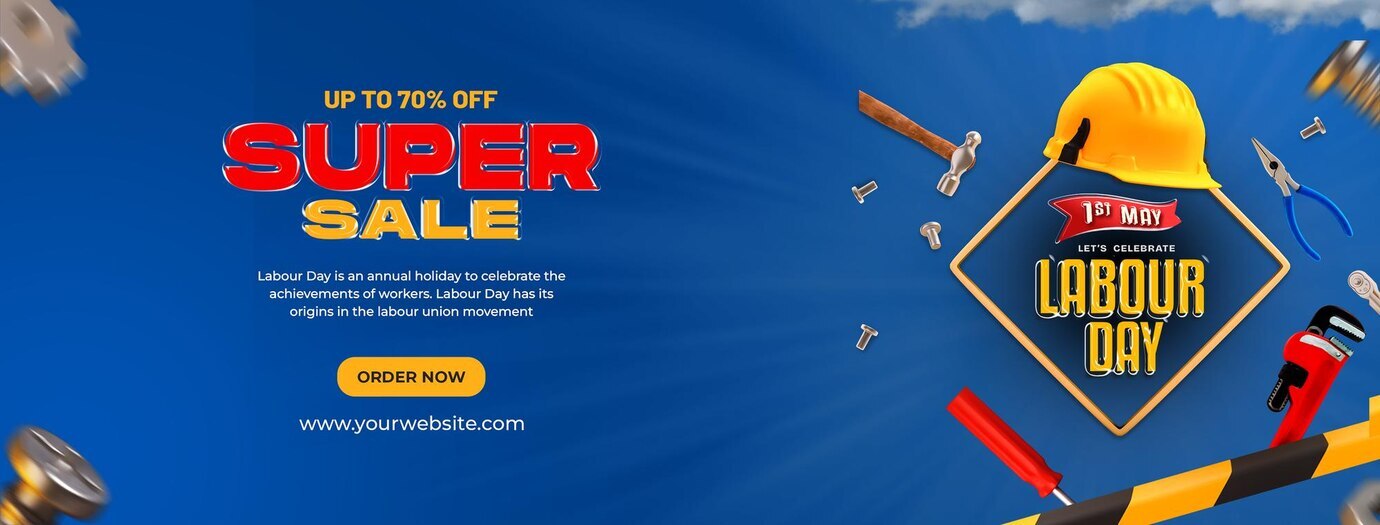 UP TO 70% OFF
SUPER
SALE
Labour Day is an annual holiday to celebrate the
achievements of workers. Labour Day has its
origins in the labour union movement
ORDER NOW
www.yourwebsite.com
1ST MAY
LET'S CELEBRATE
LABOUR
DAY